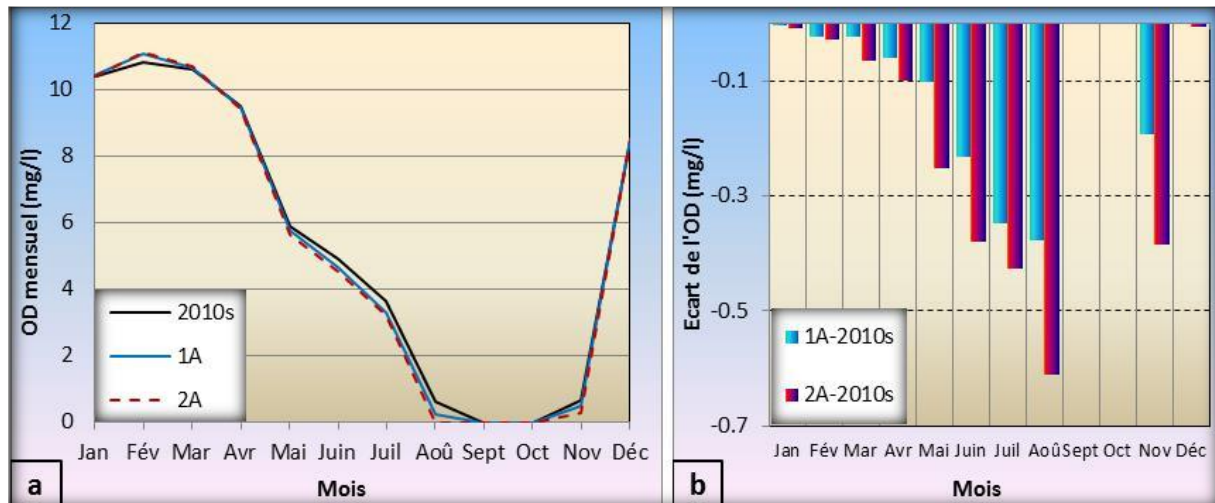 12
10
8
6
4
2
0
OD mensuel (mg/l)
2010s
1A
2A
Jan Fév Mar Avr Mai Juin Juil Aoû Sept Oct Nov Déc
Mois
a
-0.1
-0.3
-0.5
-0.7
Ecart de l'OD (mg/l)
1A-2010s
2A-2010s
Jan Fév Mar Avr Mai Juin Juil Aoû Sept Oct Nov Déc
Mois
b